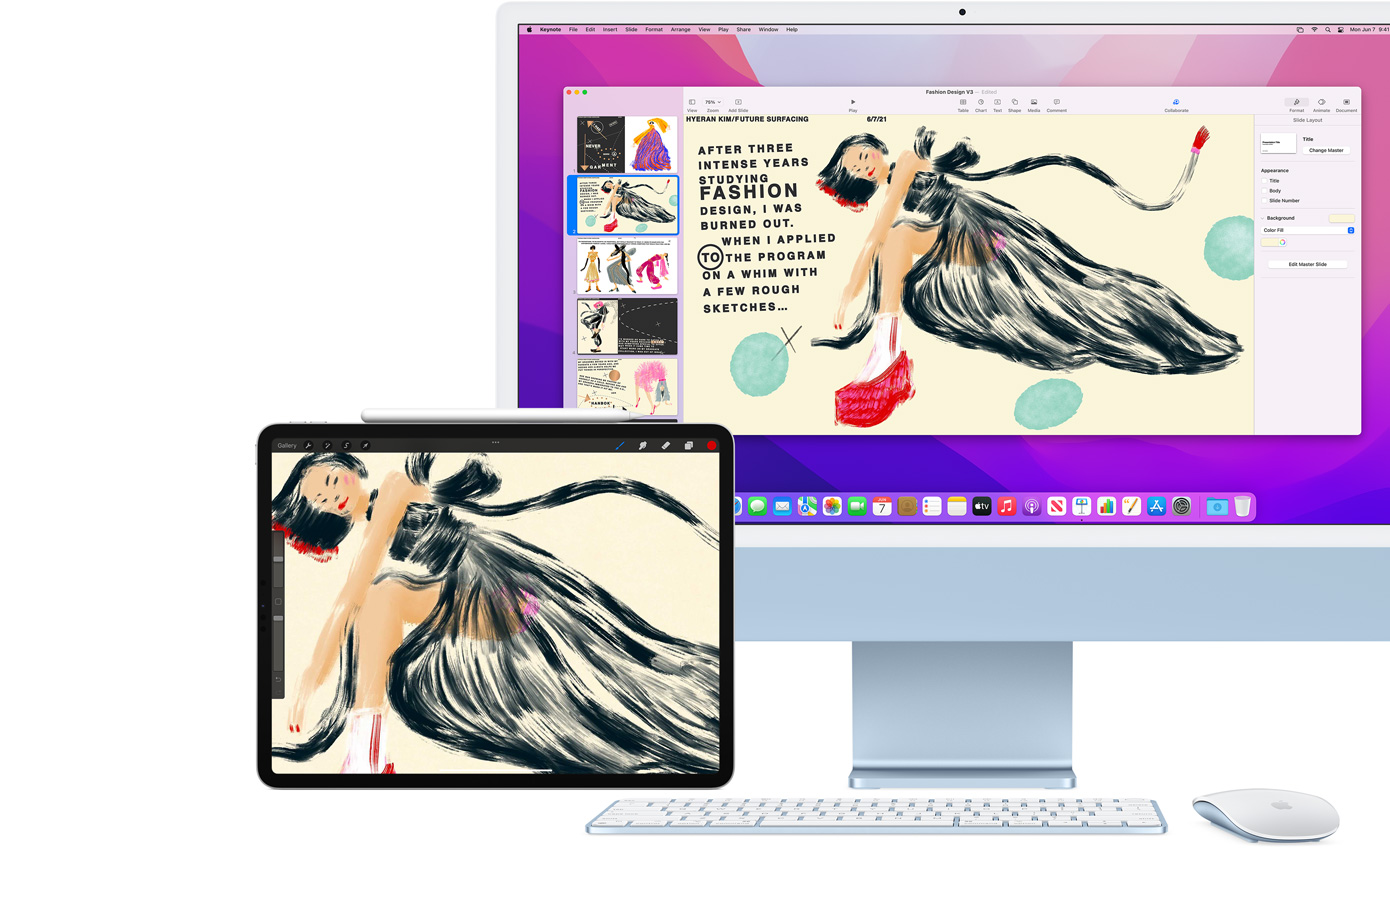 Keynote File Edit Insert Slide Format Arrange View Play Share Window Help
Mon Jun 7 9:41
Fashion Design V3 — Edited
75%
View Zoom Add Slide Play Table Chart Text Shape Media Comment Collaborate Format Animate Document
HYERAN KIM/FUTURE SURFACING 6/7/21
AFTER THREE
INTENSE YEARS
STUDYING
FASHION
DESIGN, I WAS
BURNED OUT.
WHEN I APPLIED
TO THE PROGRAM
ON A WHIM WITH
A FEW ROUGH
SKETCHES…
Slide Layout
Title
Change Master
Appearance
Title
Body
Slide Number
Background
Color Fill
Edit Master Slide
NEVER
GARMENT
HANBOK
JUN
7
tv
Gallery